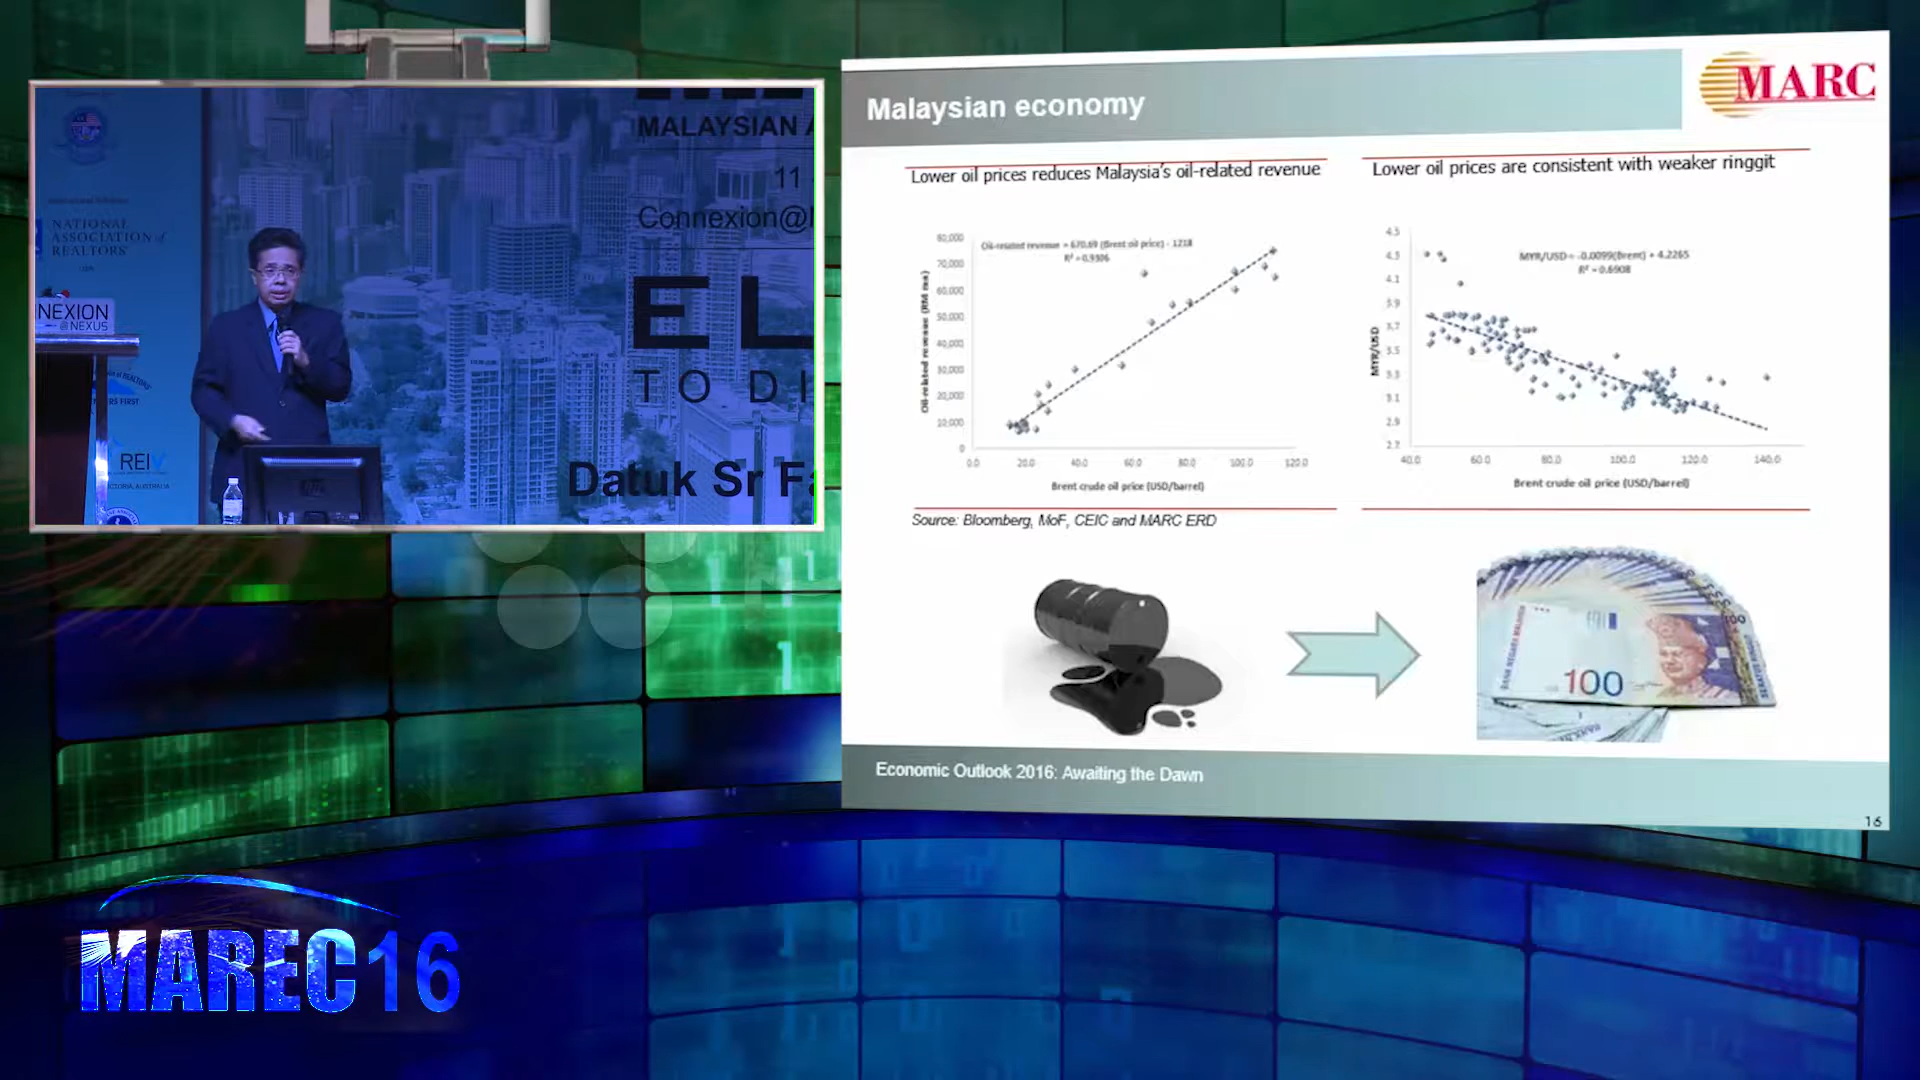 MALAYSIAN
11
Connexion@
NATIONAL
ASSOCIATION of
REALTORS
EL
NEXION
@NEXUS
TO DI
REIV
VICTORIA, AUSTRALIA
Datuk Sr Fa
MAREC16
Malaysian economy
MARC
Lower oil prices reduces Malaysia's oil-related revenue
Oil-related revenue = 670.69 (Brent oil price) - 1218
R² = 0.9306
Oil-related revenue (RM mn)
80,000
70,000
60,000
50,000
40,000
30,000
20,000
10,000
0
0.0 20.0 40.0 60.0 80.0 100.0 120.0
Brent crude oil price (USD/barrel)
Source: Bloomberg, MoF, CEIC and MARC ERD
Lower oil prices are consistent with weaker ringgit
MYR/USD = -0.0099(Brent) + 4.2265
R² = 0.6908
MYR/USD
4.5
4.3
4.1
3.9
3.7
3.5
3.3
3.1
2.9
2.7
40.0 60.0 80.0 100.0 120.0 140.0
Brent crude oil price (USD/barrel)
100
100
Economic Outlook 2016: Awaiting the Dawn
16